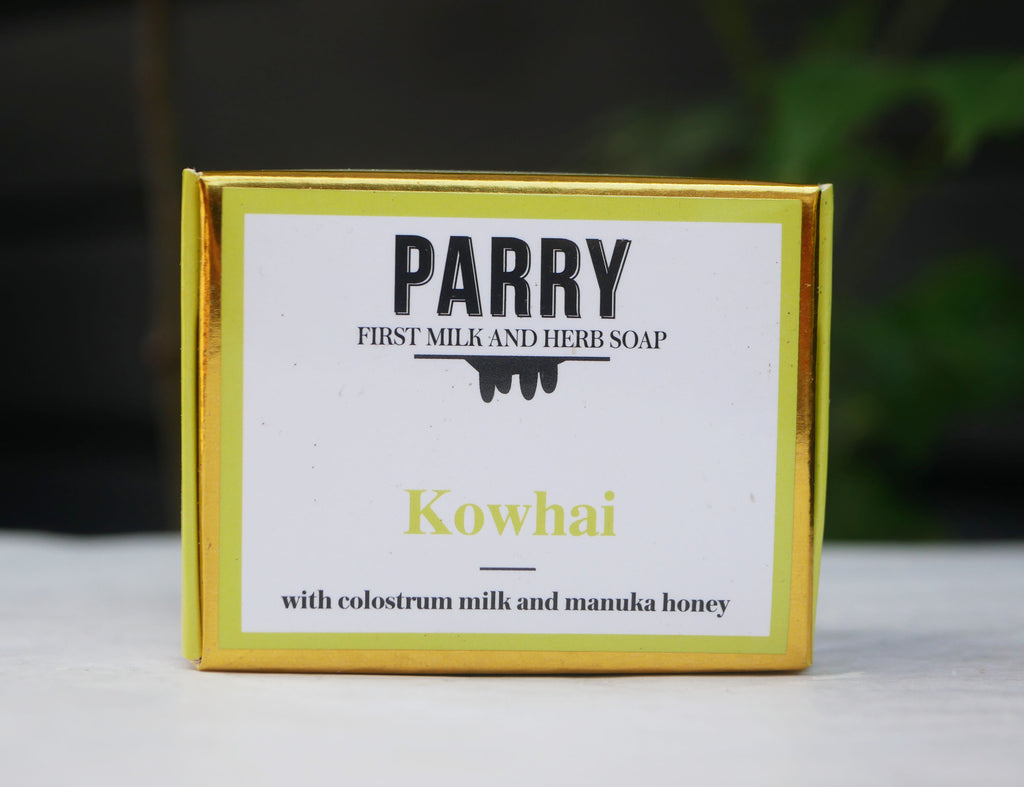 PARRY
FIRST MILK AND HERB SOAP
Kowhai
with colostrum milk and manuka honey